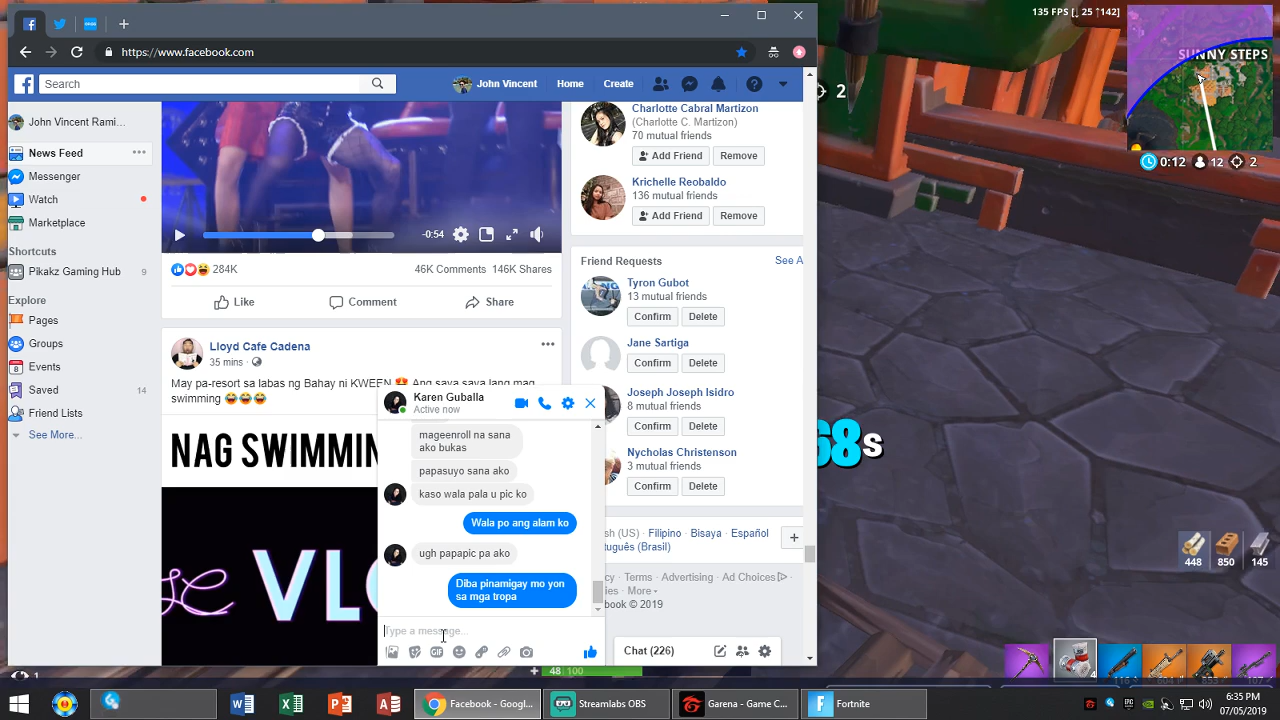 135 FPS [↓ 25 ↑142]
SUNNY STEPS
0:12 12 2
2
https://www.facebook.com
Search
John Vincent Home Create
John Vincent Rami...
News Feed
Messenger
Watch
Marketplace
Shortcuts
Pikakz Gaming Hub 9
Explore
Pages
Groups
8 Events
Saved 14
Friend Lists
See More...
-0:54
284K 46K Comments 146K Shares
Like Comment Share
Lloyd Cafe Cadena
35 mins
May pa-resort sa labas ng Bahay ni KWEEN 😍 Ang saya saya lang mag
swimming 😂😂😂
NAG SWIMMIN
VL
Charlotte Cabral Martizon
(Charlotte C. Martizon)
70 mutual friends
Add Friend Remove
Krichelle Reobaldo
136 mutual friends
Add Friend Remove
Friend Requests See A
Tyron Gubot
13 mutual friends
Confirm Delete
Jane Sartiga
Confirm Delete
Joseph Joseph Isidro
8 mutual friends
Confirm Delete
Nycholas Christenson
3 mutual friends
Confirm Delete
sh (US) · Filipino · Bisaya · Español
tuguês (Brasil)
cy · Terms · Advertising · Ad Choices
ies · More
book © 2019
Chat (226)
Karen Guballa
Active now
mageenroll na sana
ako bukas
papasuyo sana ako
kaso wala pala u pic ko
Wala po ang alam ko
ugh papapic pa ako
Diba pinamigay mo yon
sa mga tropa
Type a message...
GIF
68s
448 850 145
4
1
48 | 100
Facebook - Googl...
Streamlabs OBS
Garena - Game C...
Fortnite
6:35 PM
07/05/2019